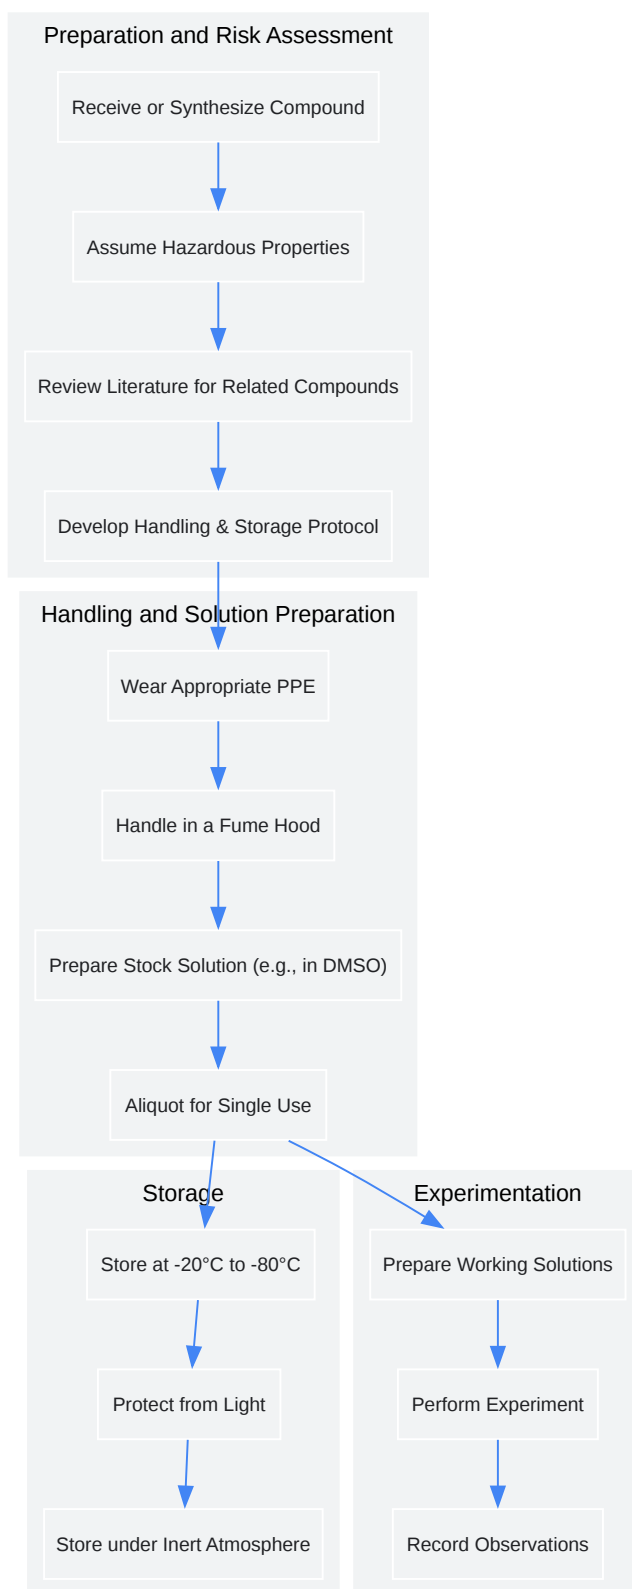 Preparation and Risk Assessment
Receive or Synthesize Compound
Assume Hazardous Properties
Review Literature for Related Compounds
Develop Handling & Storage Protocol
Handling and Solution Preparation
Wear Appropriate PPE
Handle in a Fume Hood
Prepare Stock Solution (e.g., in DMSO)
Aliquot for Single Use
Storage
Store at -20°C to -80°C
Protect from Light
Store under Inert Atmosphere
Experimentation
Prepare Working Solutions
Perform Experiment
Record Observations